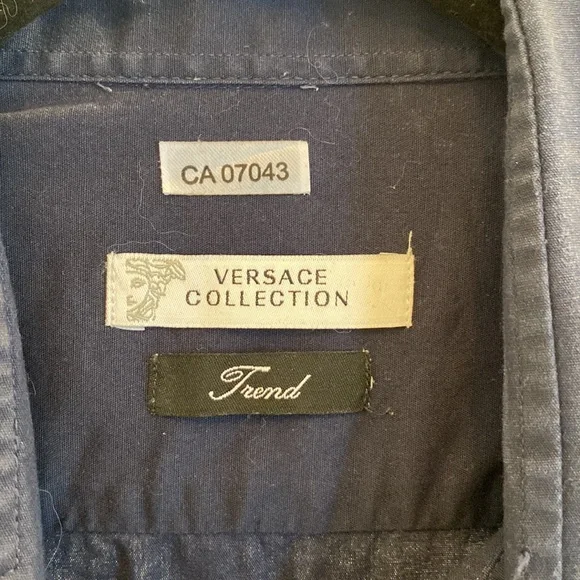 CA 07043
VERSACE
COLLECTION
Trend